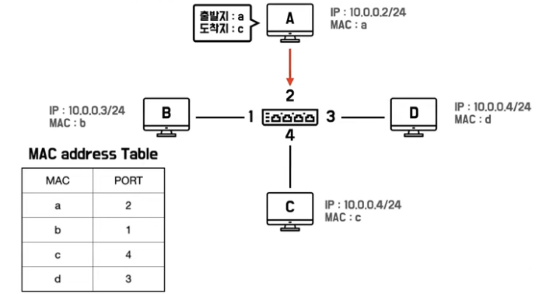 출발지 : a
도착지 : c
A
IP : 10.0.0.2/24
MAC : a
2
IP : 10.0.0.3/24
MAC : b
B
1
3
D
IP : 10.0.0.4/24
MAC : d
4
MAC address Table
MAC PORT
a 2
b 1
c 4
d 3
C
IP : 10.0.0.4/24
MAC : c